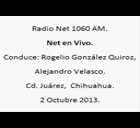 Radio Net 1060 AM.
Net en Vivo.
Conduce: Rogelio González Quiroz,
Alejandro Velasco.
Cd. Juárez, Chihuahua.
2 Octubre 2013.